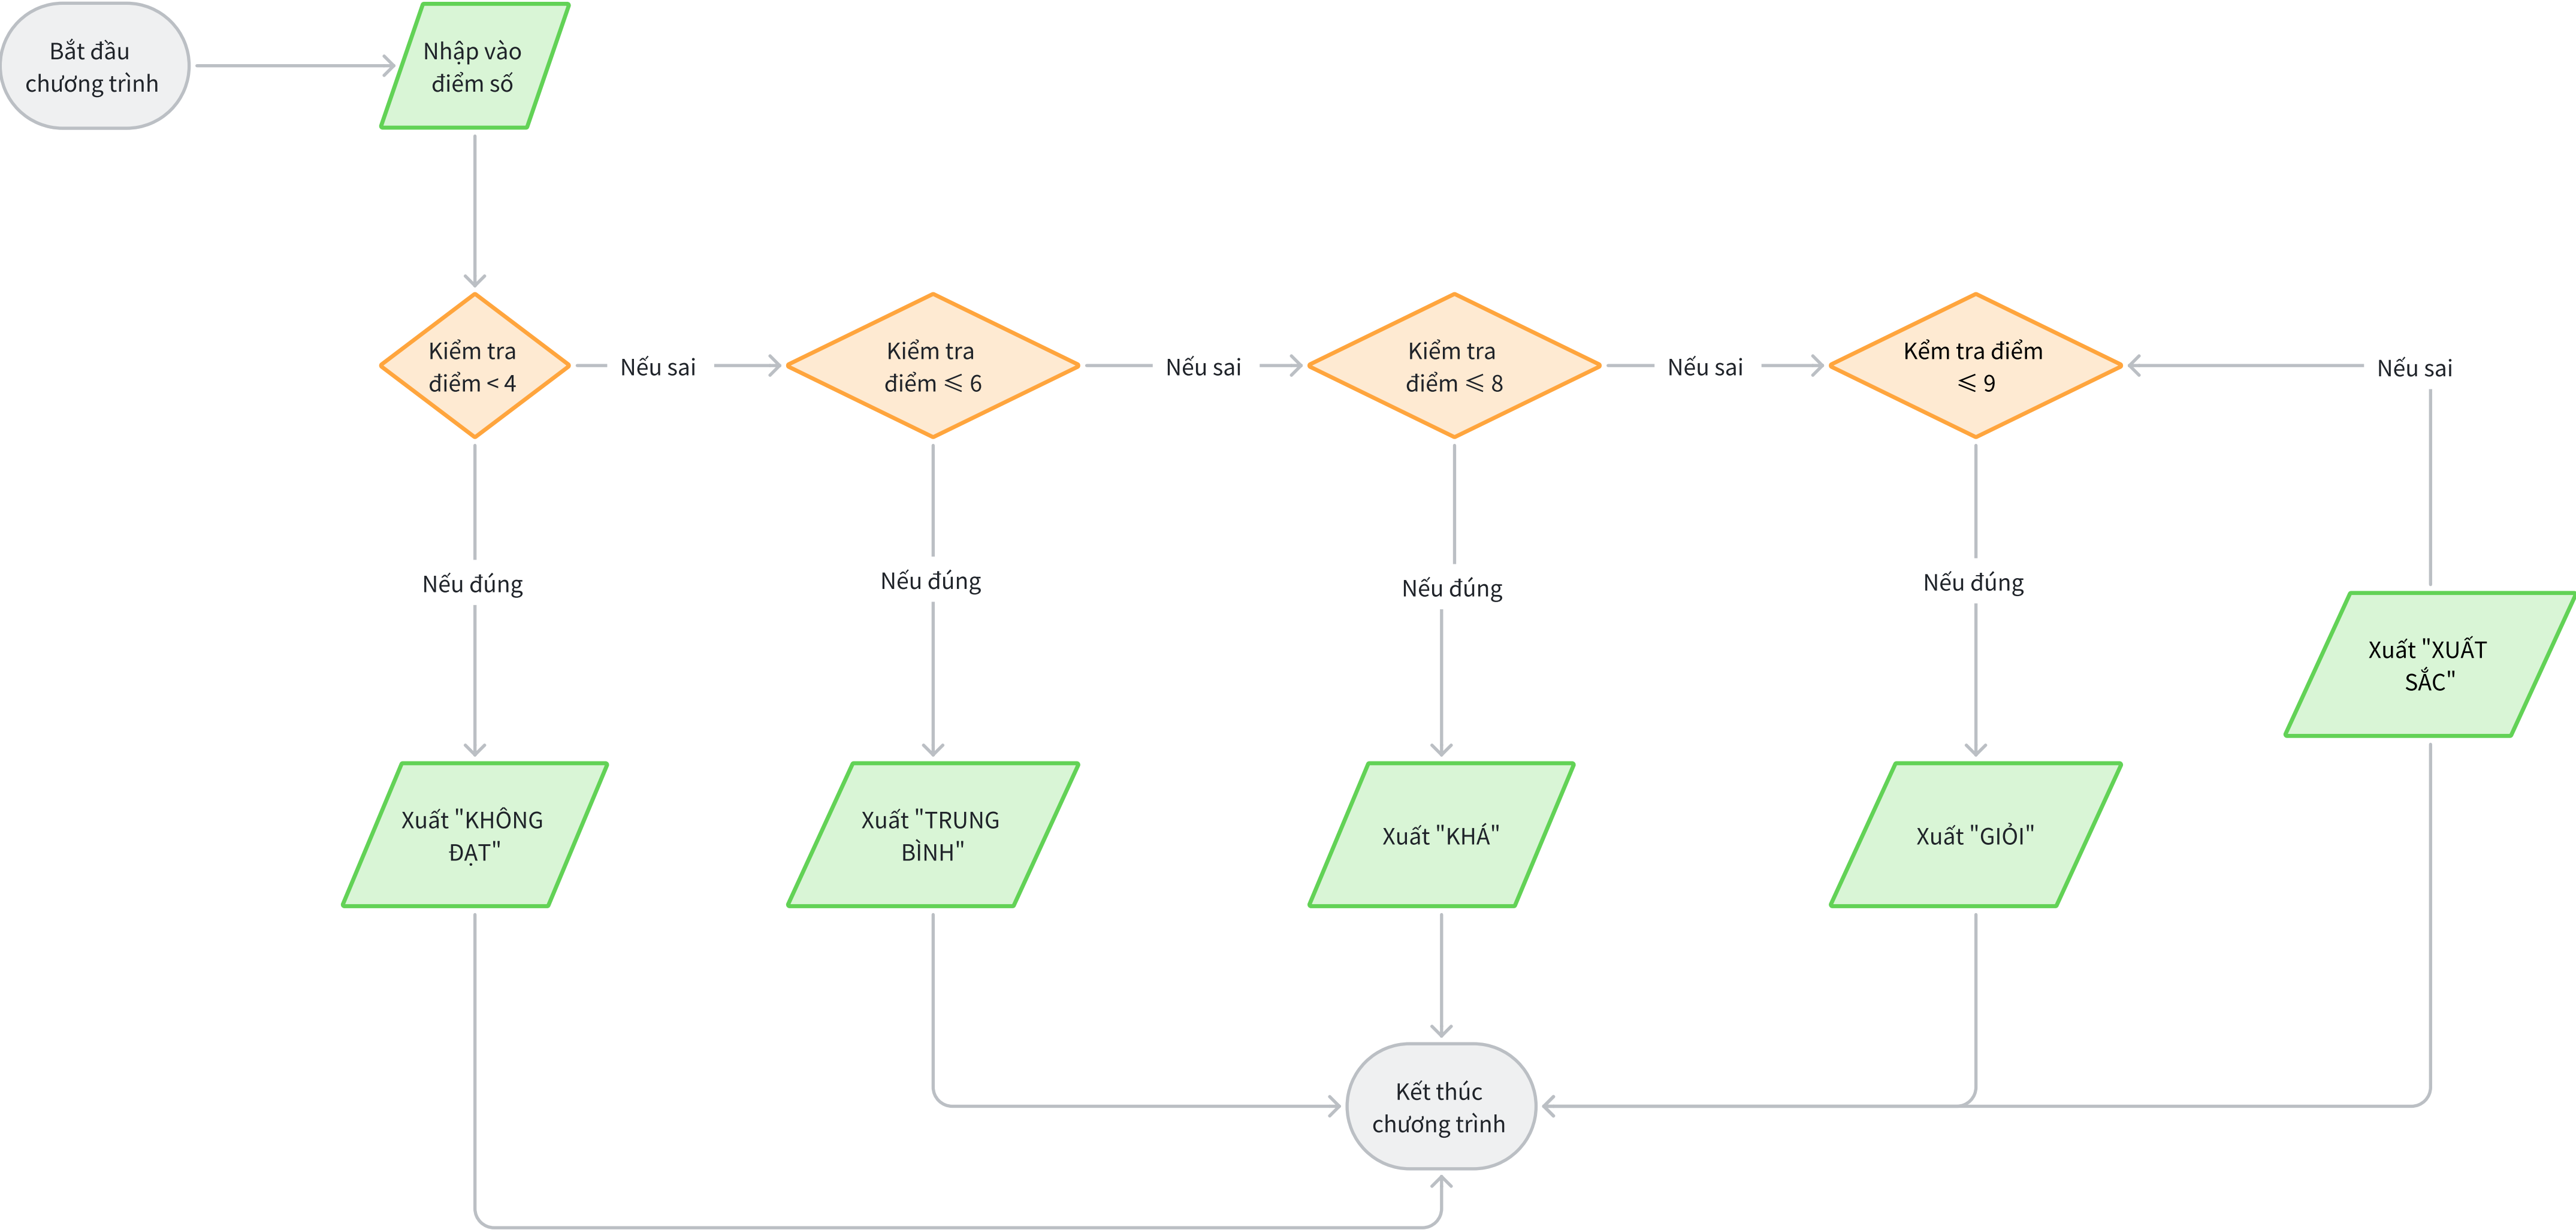 Bắt đầu
chương trình
Nhập vào
điểm số
Kiểm tra
điểm < 4
Nếu sai
Kiểm tra
điểm ⩽ 6
Nếu sai
Kiểm tra
điểm ⩽ 8
Nếu sai
Kểm tra điểm
⩽ 9
Nếu sai
Nếu đúng
Nếu đúng
Nếu đúng
Nếu đúng
Xuất "XUẤT
SẮC"
Xuất "KHÔNG
ĐẠT"
Xuất "TRUNG
BÌNH"
Xuất "KHÁ"
Xuất "GIỎI"
Kết thúc
chương trình